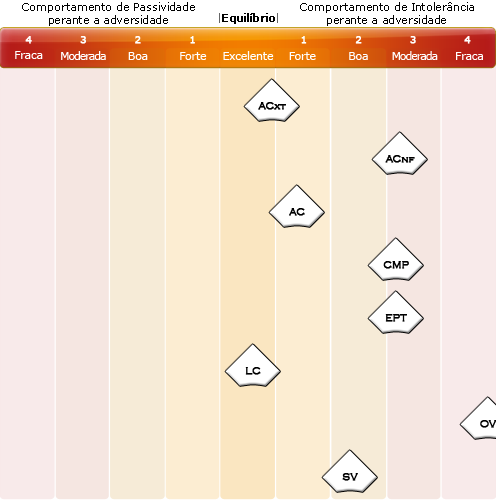 Comportamento de Passividade
perante a adversidade
|Equilíbrio|
Comportamento de Intolerância
perante a adversidade
4 3 2 1 1 2 3 4
Fraca Moderada Boa Forte Excelente Forte Boa Moderada Fraca
ACXT
ACNF
AC
CMP
EPT
LC
OV
SV